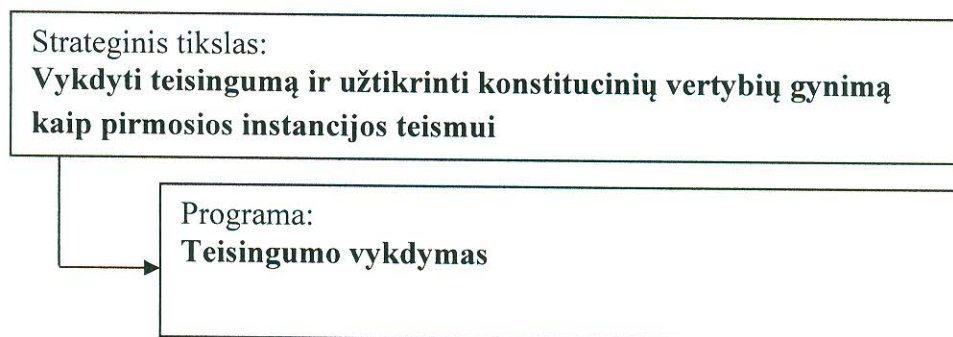 Strateginis tikslas:
Vykdyti teisingumą ir užtikrinti konstitucinių vertybių gynimą
kaip pirmosios instancijos teismui
Programa:
Teisingumo vykdymas